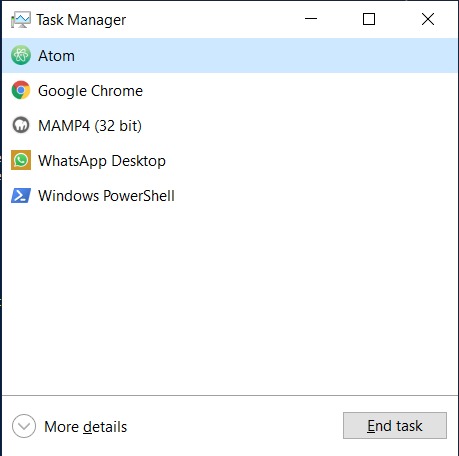 Task Manager
Atom
Google Chrome
MAMP4 (32 bit)
WhatsApp Desktop
Windows PowerShell
More details
End task